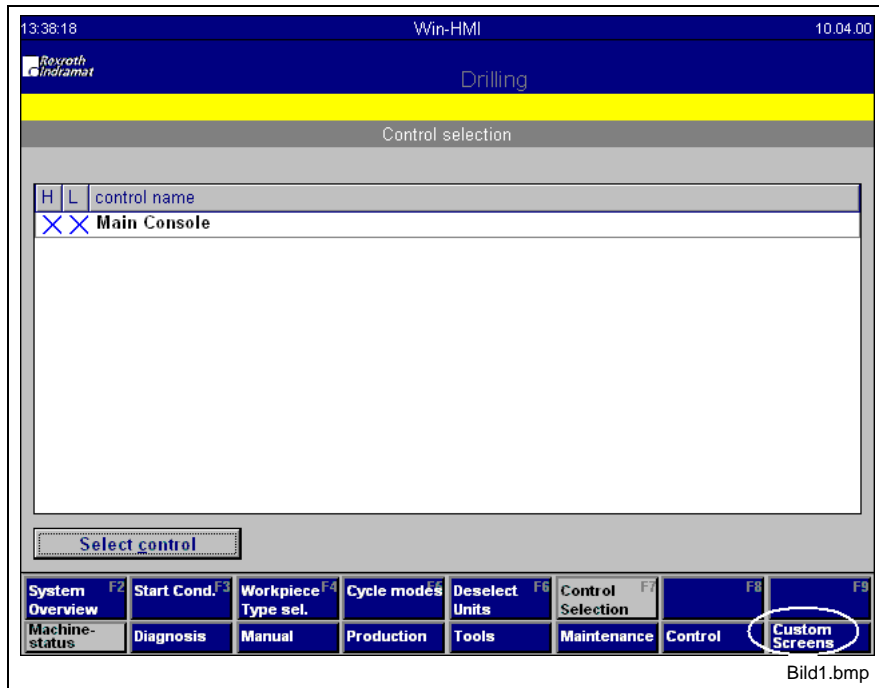 13:38:18 Win-HMI 10.04.00
Rexroth
Indramat
Drilling
Control selection
H L control name
Main Console
Select control
System Overview F2 Start Cond. F3 Workpiece Type sel. F4 Cycle modes F5 Deselect Units F6 Control Selection F7 F8 F9
Machine-status Diagnosis Manual Production Tools Maintenance Control Custom Screens
Bild1.bmp